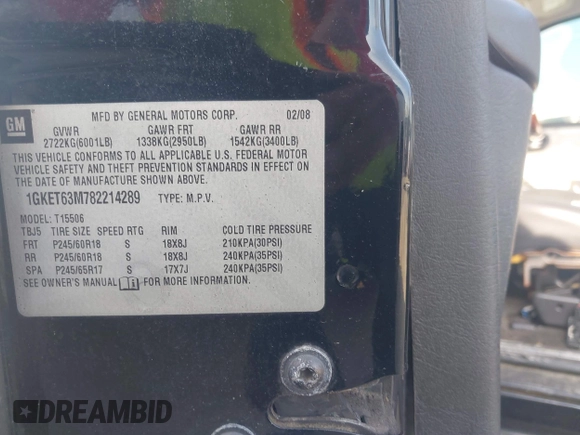 GM
MFD BY GENERAL MOTORS CORP. 02/08
GVWR GAWR FRT GAWR RR
2722KG(6001LB) 1338KG(2950LB) 1542KG(3400LB)
THIS VEHICLE CONFORMS TO ALL APPLICABLE U.S. FEDERAL MOTOR
VEHICLE SAFETY AND THEFT PREVENTION STANDARDS IN EFFECT ON
THE DATE OF MANUFACTURE SHOWN ABOVE.
1GKET63M782214289 TYPE: M.P.V.
MODEL: T15506
TBJ5 TIRE SIZE SPEED RTG RIM COLD TIRE PRESSURE
FRT P245/60R18 S 18X8J 210KPA(30PSI)
RR P245/60R18 S 18X8J 240KPA(35PSI)
SPA P245/65R17 S 17X7J 240KPA(35PSI)
SEE OWNER'S MANUAL FOR MORE INFORMATION.
DREAMBID